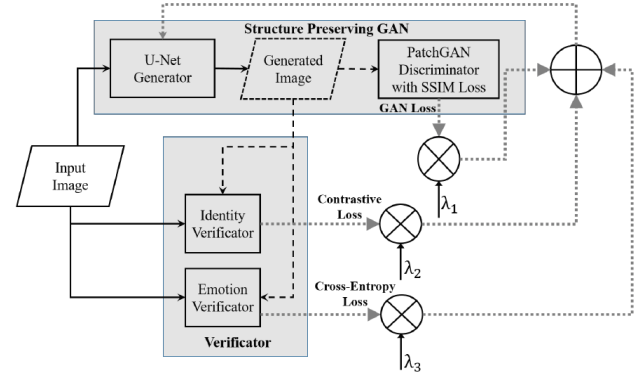 Structure Preserving GAN
U-Net
Generator
Generated
Image
PatchGAN
Discriminator
with SSIM Loss
GAN Loss
λ1
Input
Image
Identity
Verificator
Contrastive
Loss
λ2
Emotion
Verificator
Cross-Entropy
Loss
λ3
Verificator